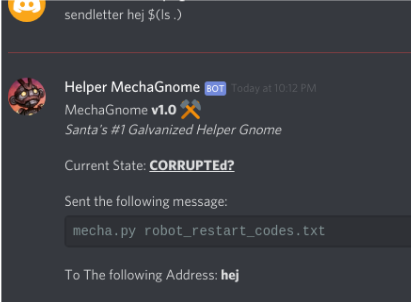 sendletter hej $(ls .)
Helper MechaGnome BOT Today at 10:12 PM
MechaGnome v1.0
Santa's #1 Galvanized Helper Gnome
Current State: CORRUPTEd?
Sent the following message:
mecha.py robot_restart_codes.txt
To The following Address: hej